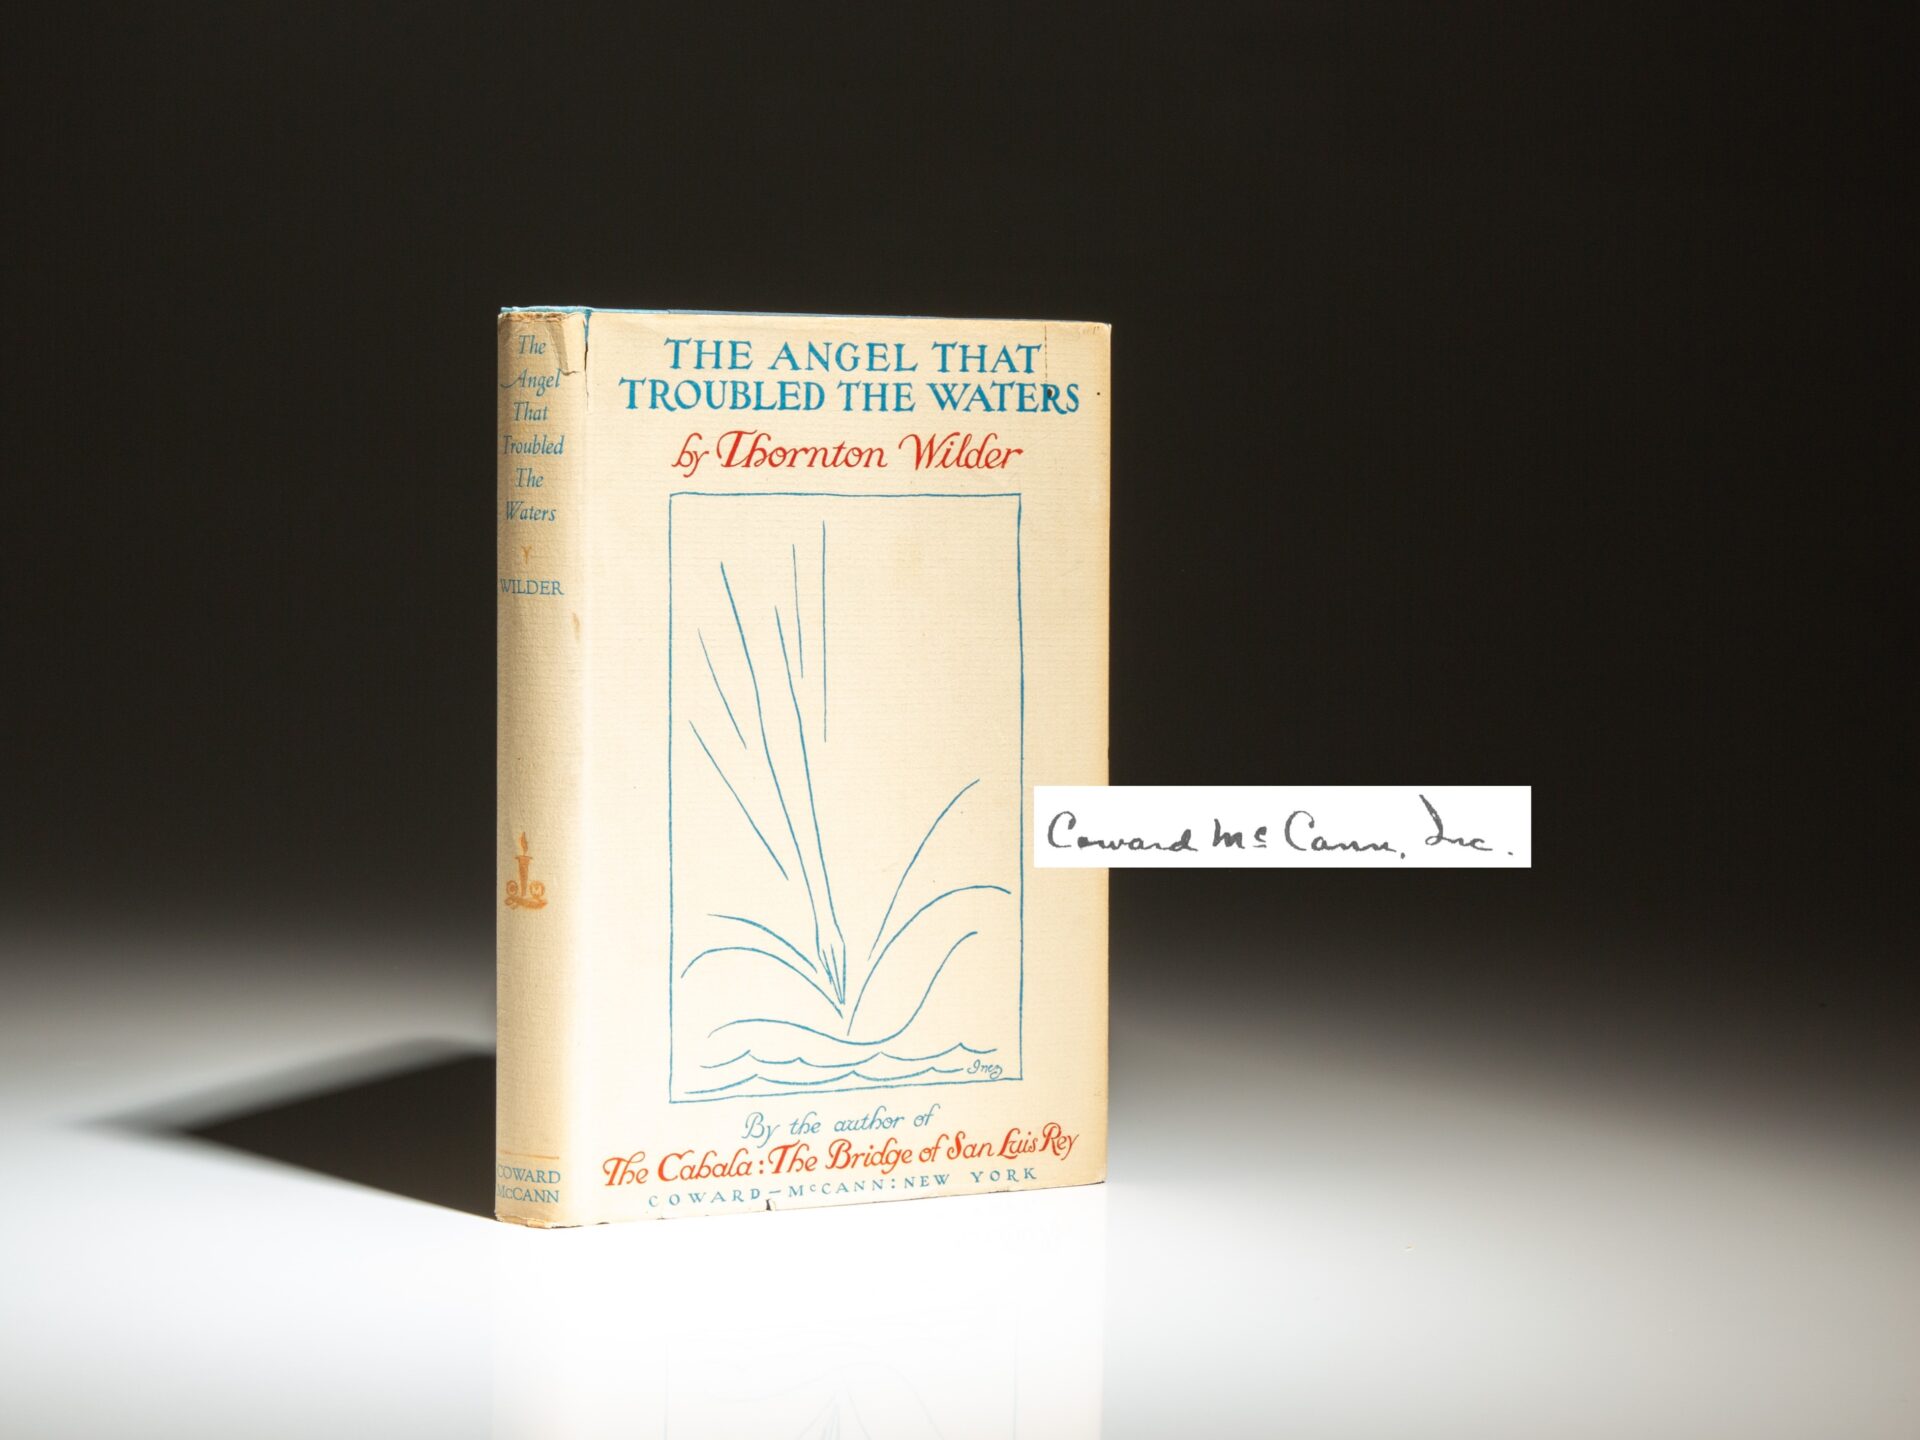 The
Angel
That
Troubled
The
Waters
WILDER
C M
COWARD
McCANN
THE ANGEL THAT
TROUBLED THE WATERS
by Thornton Wilder
Inez
By the author of
The Cabala: The Bridge of San Luis Rey
COWARD-McCANN: NEW YORK
Coward McCann, Inc.